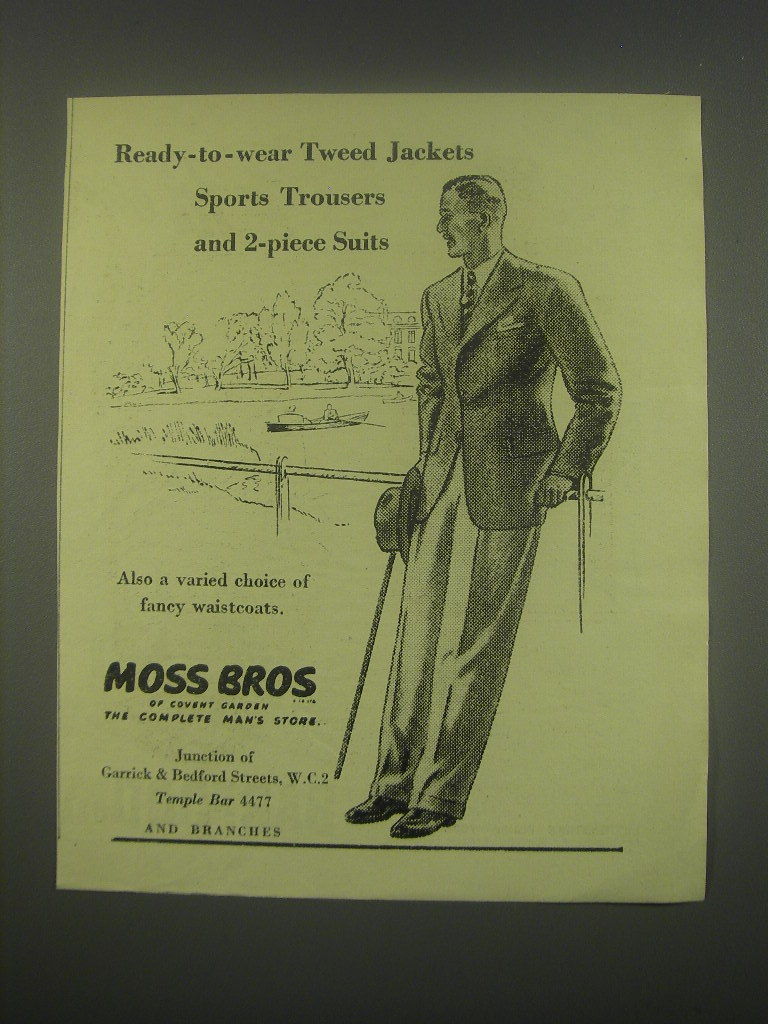 Ready-to-wear Tweed Jackets
Sports Trousers
and 2-piece Suits
Also a varied choice of
fancy waistcoats.
MOSS BROS
OF COVENT GARDEN
THE COMPLETE MAN'S STORE.
Junction of
Garrick & Bedford Streets, W.C.2
Temple Bar 4477
AND BRANCHES